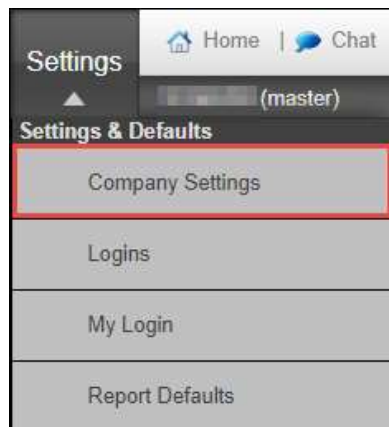 Home | Chat
Settings
(master)
Settings & Defaults
Company Settings
Logins
My Login
Report Defaults